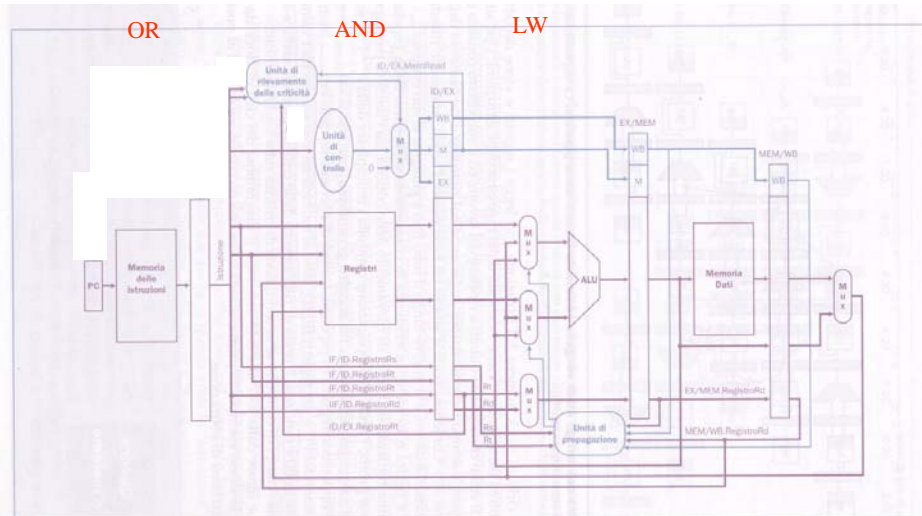 OR AND LW
Unità di
rilevamento
delle criticità
ID/EX.MemRead
ID/EX
WB
M
EX
Unità
di
con-
trollo
M
u
x
0
EX/MEM
WB
M
MEM/WB
WB
PC
Memoria
delle
istruzioni
Istruzione
Registri
M
u
x
M
u
x
ALU
Memoria
Dati
M
u
x
IF/ID.RegistroRs
IF/ID.RegistroRt
IF/ID.RegistroRt
IIF/ID.RegistroRd
ID/EX.RegistroRt
Rt
Rd
Rs
Rt
M
u
x
Unità di
propagazione
EX/MEM.RegistroRd
MEM/WB.RegistroRd